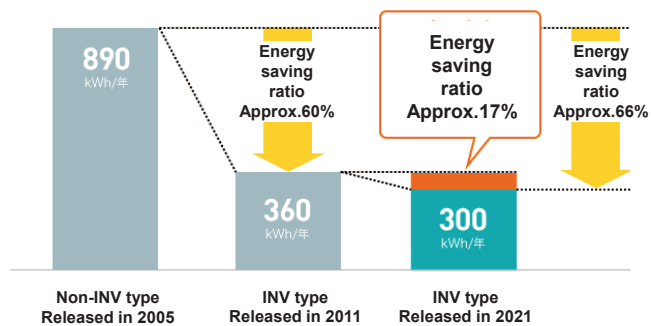 890
kWh/年
Energy
saving
ratio
Approx.60%
Energy
saving
ratio
Approx.17%
Energy
saving
ratio
Approx.66%
360
kWh/年
300
kWh/年
Non-INV type
Released in 2005
INV type
Released in 2011
INV type
Released in 2021